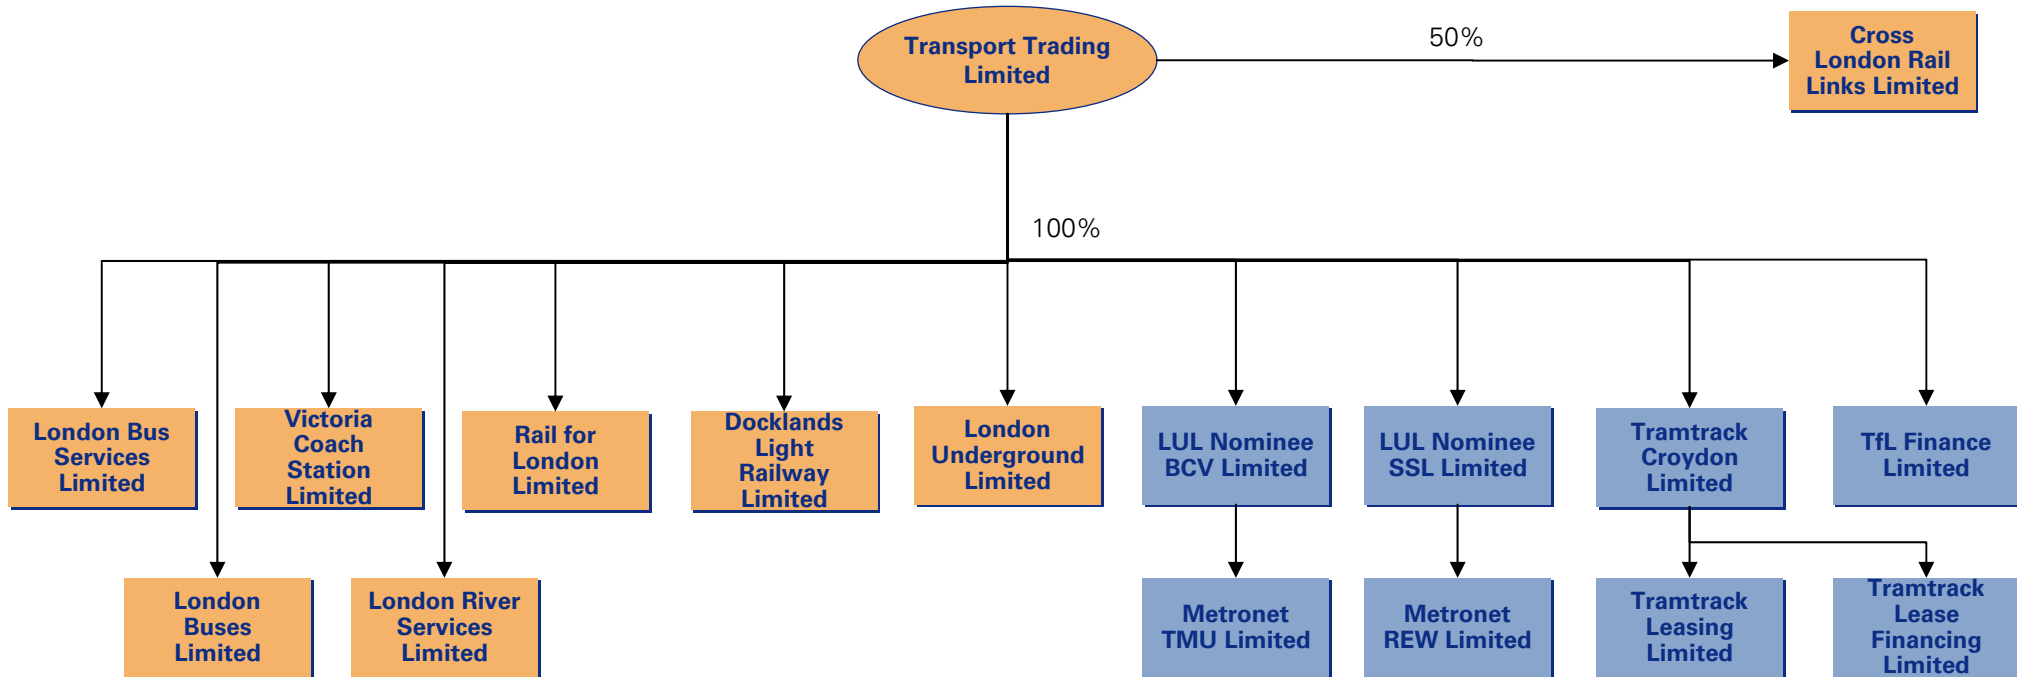 Transport Trading
Limited
50%
Cross
London Rail
Links Limited
100%
London Bus
Services
Limited
Victoria
Coach
Station
Limited
Rail for
London
Limited
Docklands
Light
Railway
Limited
London
Underground
Limited
LUL Nominee
BCV Limited
LUL Nominee
SSL Limited
Tramtrack
Croydon
Limited
TfL Finance
Limited
London
Buses
Limited
London River
Services
Limited
Metronet
TMU Limited
Metronet
REW Limited
Tramtrack
Leasing
Limited
Tramtrack
Lease
Financing
Limited